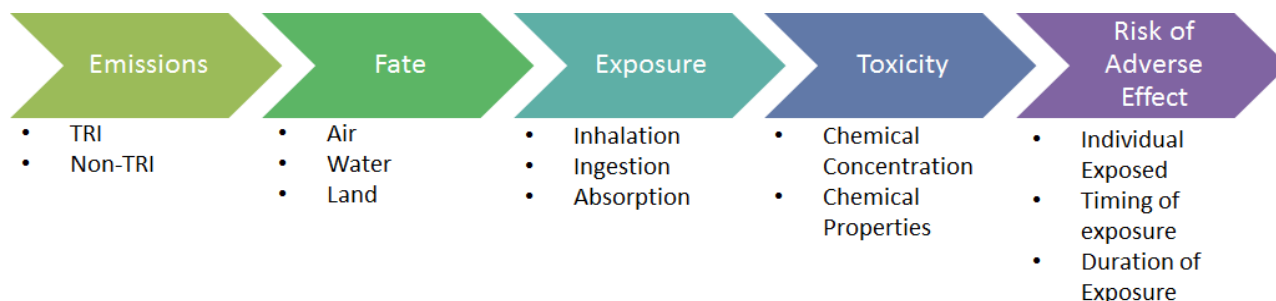 Emissions
• TRI
• Non-TRI
Fate
• Air
• Water
• Land
Exposure
• Inhalation
• Ingestion
• Absorption
Toxicity
• Chemical
Concentration
• Chemical
Properties
Risk of
Adverse
Effect
• Individual
Exposed
• Timing of
exposure
• Duration of
Exposure